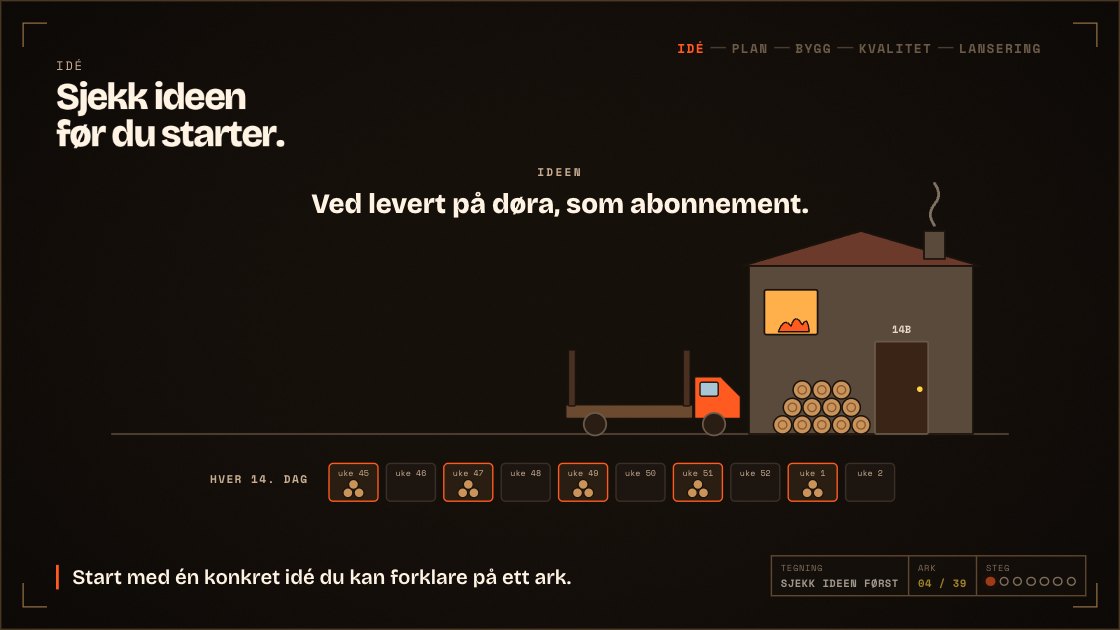 IDÉ — PLAN — BYGG — KVALITET — LANSERING
IDÉ
Sjekk ideen
før du starter.
IDEEN
Ved levert på døra, som abonnement.
14B
HVER 14. DAG
uke 45
uke 46
uke 47
uke 48
uke 49
uke 50
uke 51
uke 52
uke 1
uke 2
Start med én konkret idé du kan forklare på ett ark.
TEGNING
SJEKK IDEEN FØRST
ARK
04 / 39
STEG